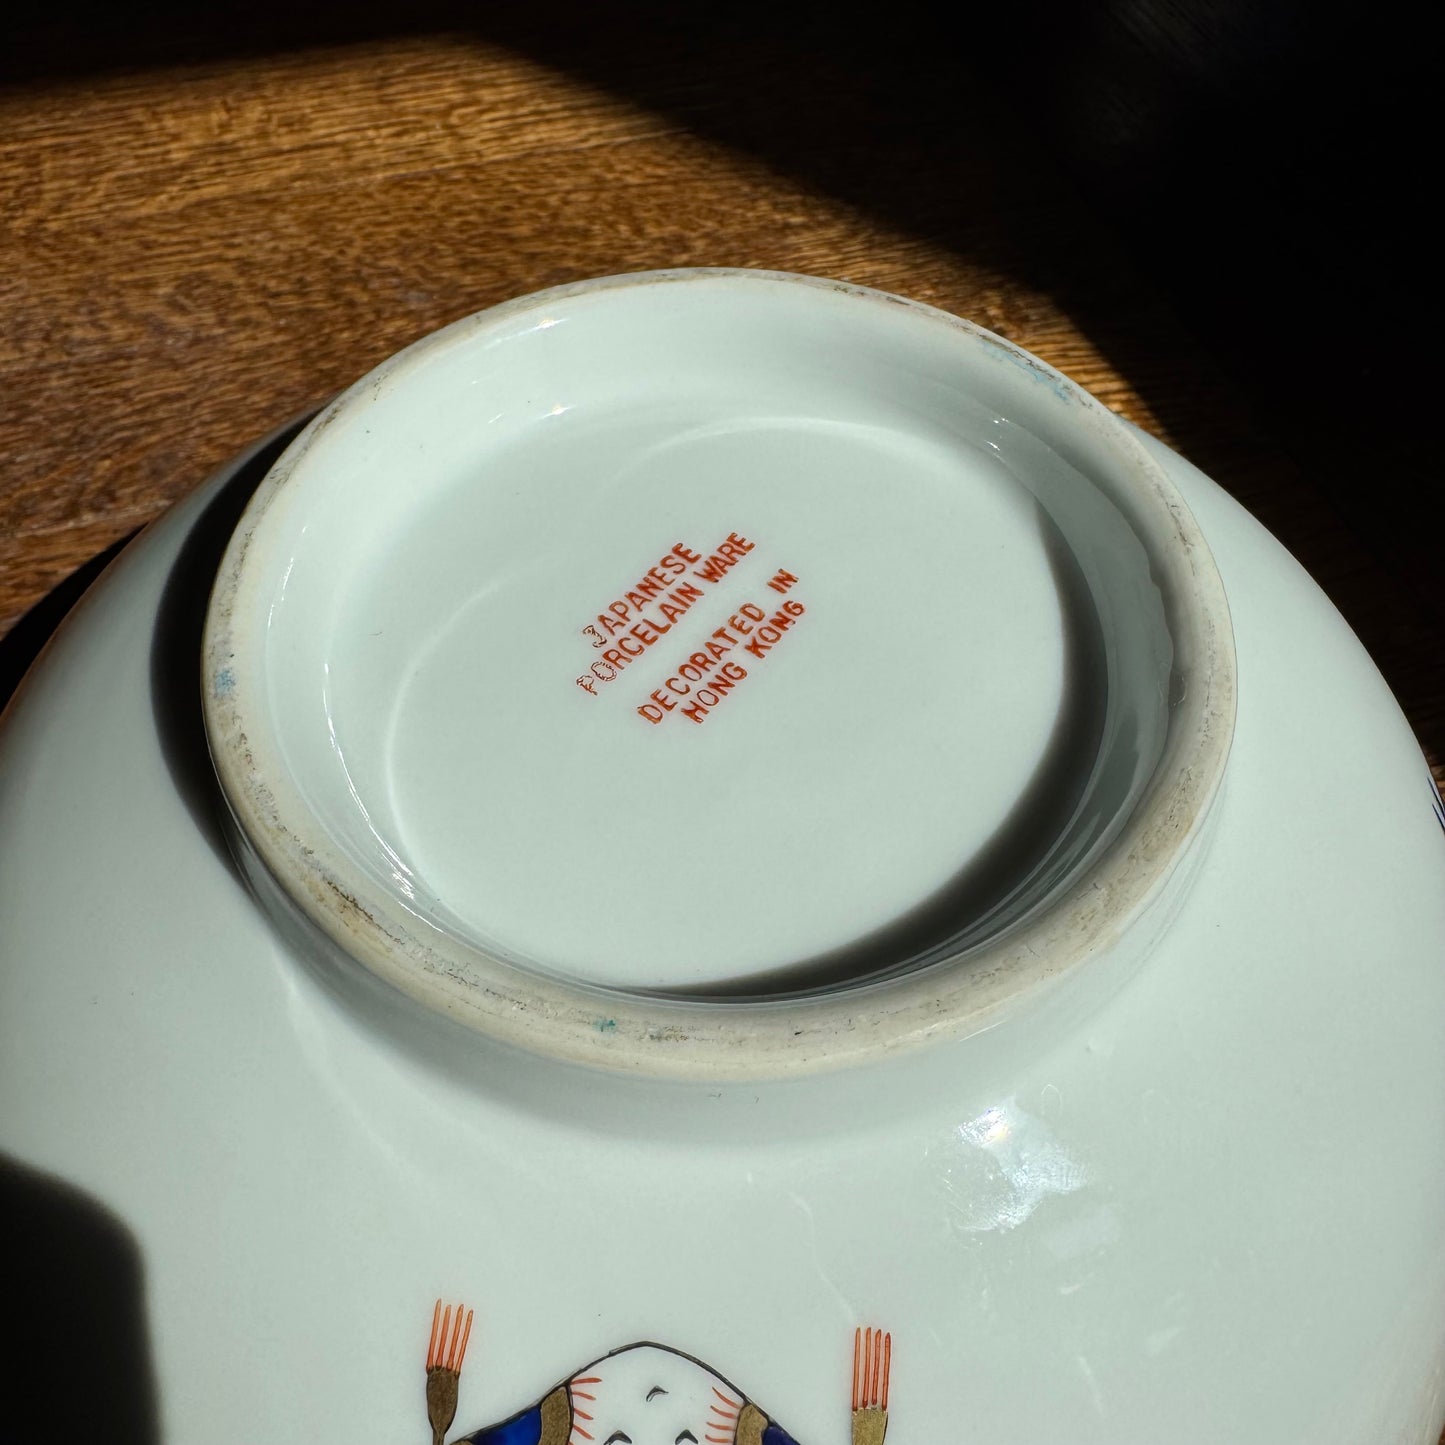 JAPANESE
PORCELAIN WARE
DECORATED IN
HONG KONG